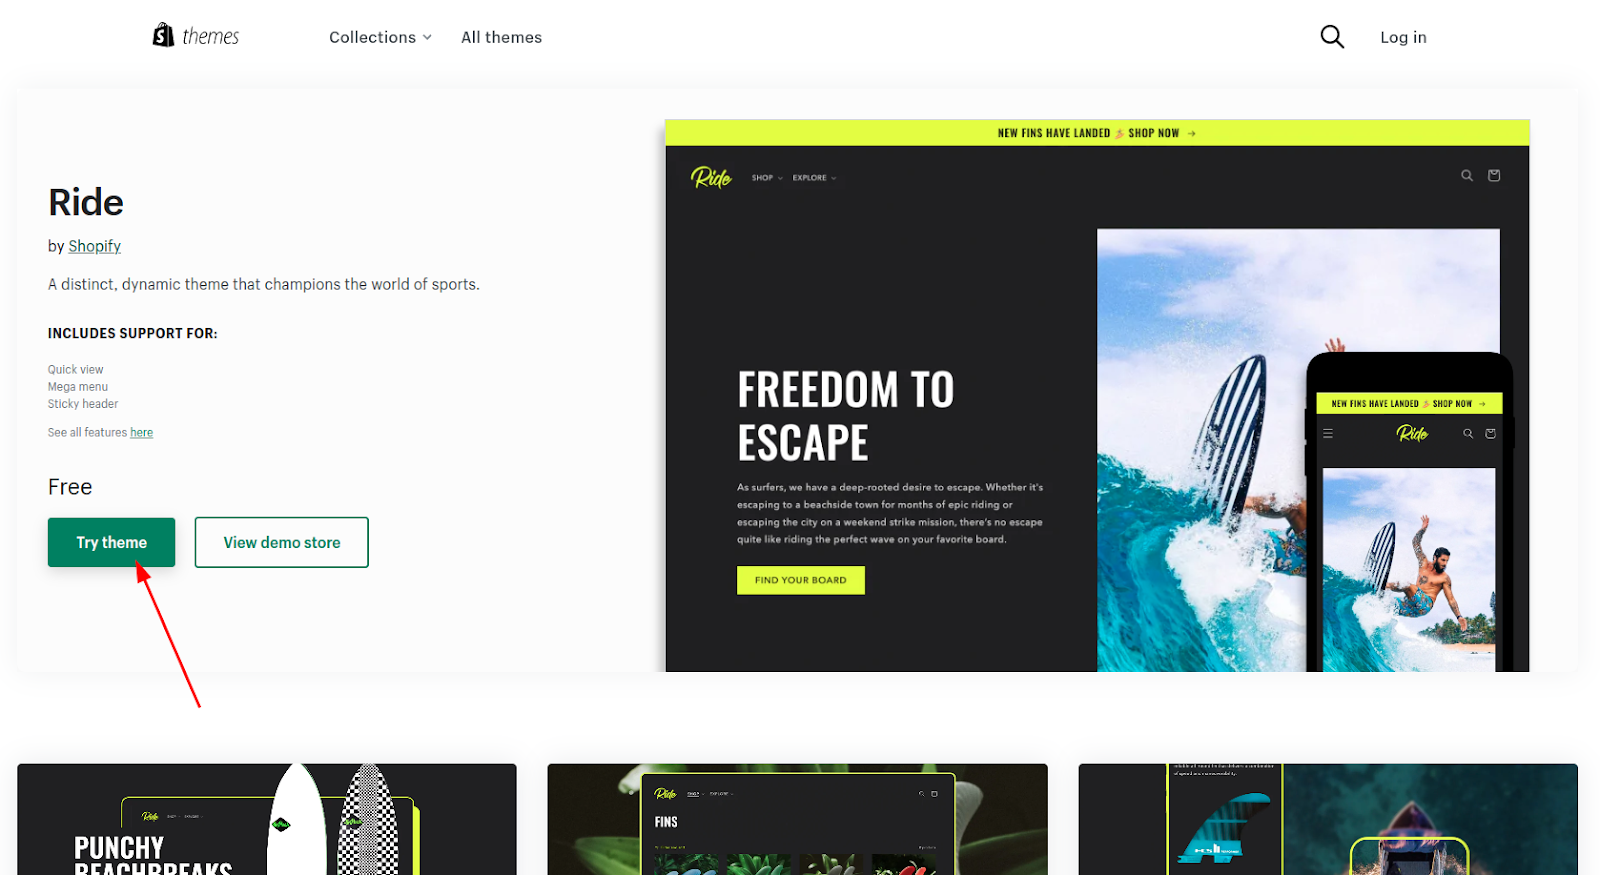 themes
Collections
All themes
Log in
Ride
by Shopify
A distinct, dynamic theme that champions the world of sports.
INCLUDES SUPPORT FOR:
Quick view
Mega menu
Sticky header
See all features here
Free
Try theme
View demo store
NEW FINS HAVE LANDED 🏄 SHOP NOW →
Ride
SHOP
EXPLORE
FREEDOM TO
ESCAPE
As surfers, we have a deep-rooted desire to escape. Whether it's
escaping to a beachside town for months of epic riding or
escaping the city on a weekend strike mission, there's no escape
quite like riding the perfect wave on your favorite board.
FIND YOUR BOARD
NEW FINS HAVE LANDED 🏄 SHOP NOW →
Ride
Ride
SHOP
EXPLORE
PUNCHY
BEACHBREAKS
Ride
SHOP
EXPLORE
FINS